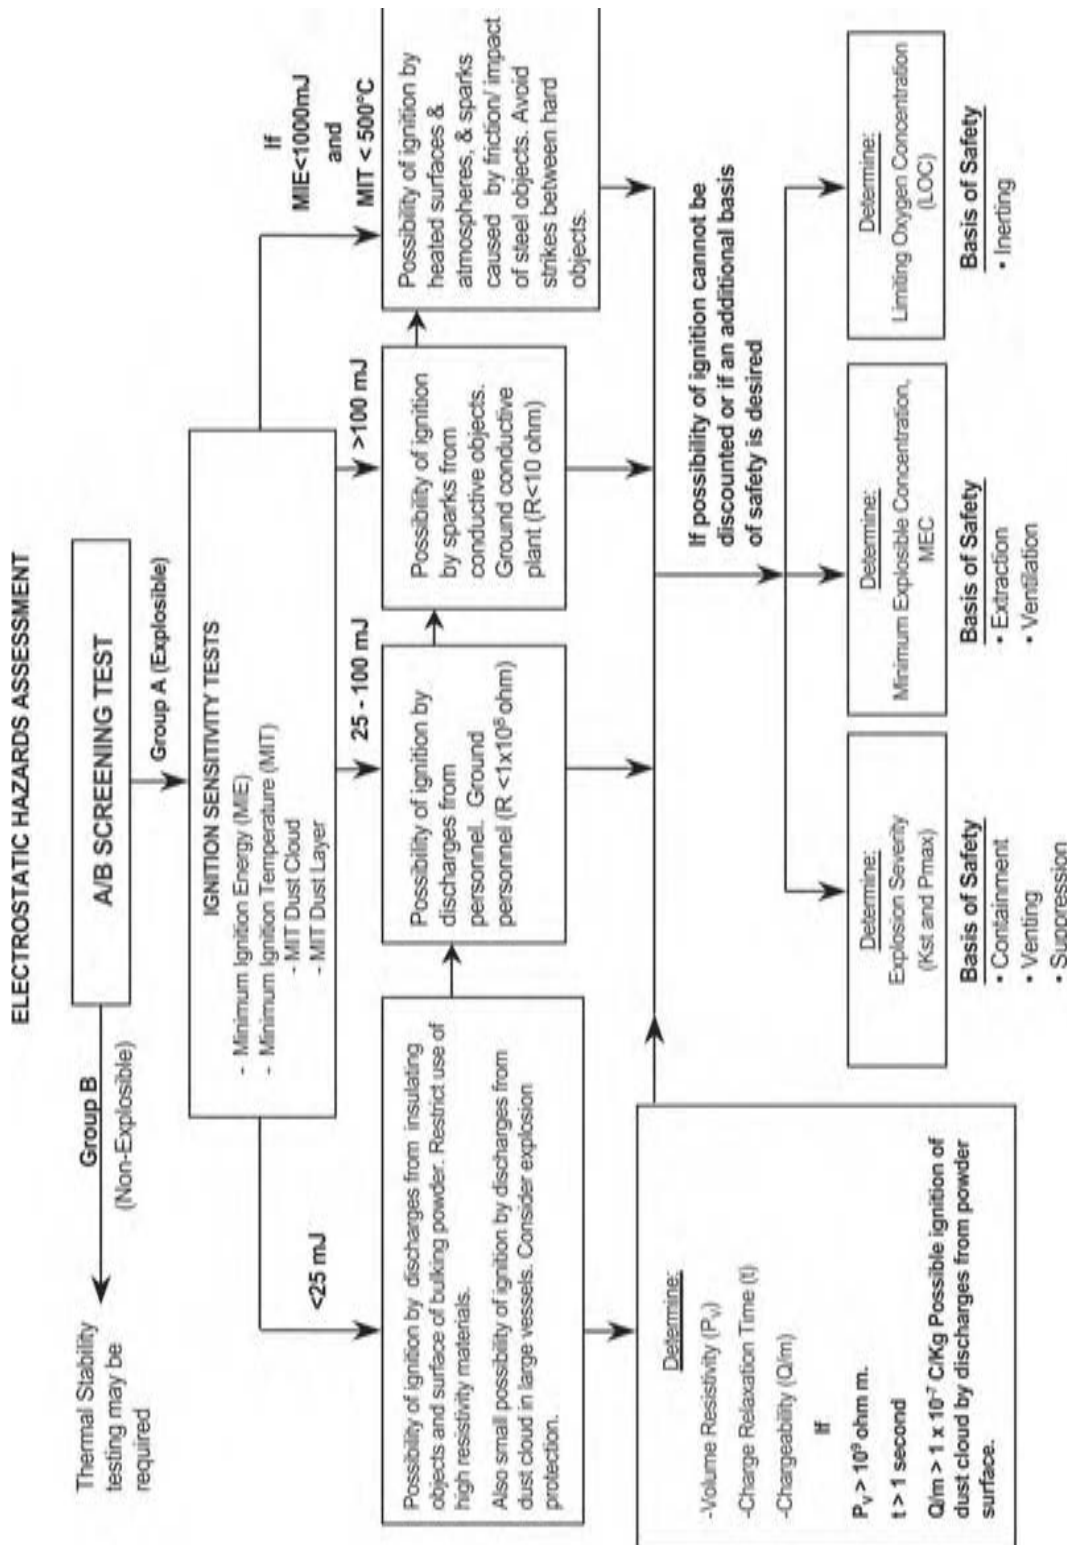 ELECTROSTATIC HAZARDS ASSESSMENT
A/B SCREENING TEST
Group B
(Non-Explosible)
Thermal Stability
testing may be
required
Group A (Explosible)
IGNITION SENSITIVITY TESTS
- Minimum Ignition Energy (MIE)
- Minimum Ignition Temperature (MIT)
- MIT Dust Cloud
- MIT Dust Layer
<25 mJ
25 - 100 mJ
>100 mJ
If
MIE<1000mJ
and
MIT < 500°C
Possibility of ignition by discharges from insulating
objects and surface of bulking powder. Restrict use of
high resistivity materials.
Also small possibility of ignition by discharges from
dust cloud in large vessels. Consider explosion
protection.
Possibility of ignition by
discharges from
personnel. Ground
personnel (R <1x10⁸ ohm)
Possibility of ignition
by sparks from
conductive objects.
Ground conductive
plant (R<10 ohm)
Possibility of ignition by
heated surfaces &
atmospheres, & sparks
caused by friction/ impact
of steel objects. Avoid
strikes between hard
objects.
Determine:
-Volume Resistivity (Pᵥ)
-Charge Relaxation Time (t)
-Chargeability (Q/m)
If
Pᵥ > 10⁹ ohm m.
t > 1 second
Q/m > 1 x 10⁻⁷ C/Kg Possible ignition of
dust cloud by discharges from powder
surface.
If possibility of ignition cannot be
discounted or if an additional basis
of safety is desired
Determine:
Explosion Severity
(Kst and Pmax)
Basis of Safety
• Containment
• Venting
• Suppression
Determine:
Minimum Explosible Concentration,
MEC
Basis of Safety
• Extraction
• Ventilation
Determine:
Limiting Oxygen Concentration
(LOC)
Basis of Safety
• Inerting